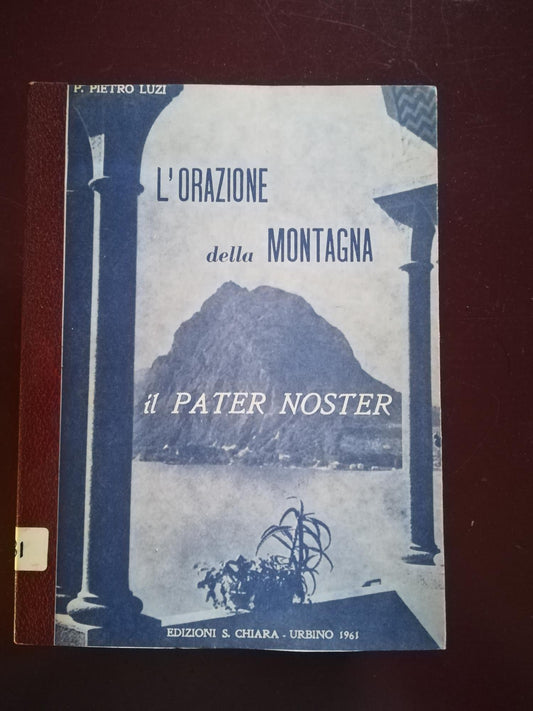 P. PIETRO LUZI
L'ORAZIONE
della MONTAGNA
il PATER NOSTER
EDIZIONI S. CHIARA - URBINO 1961